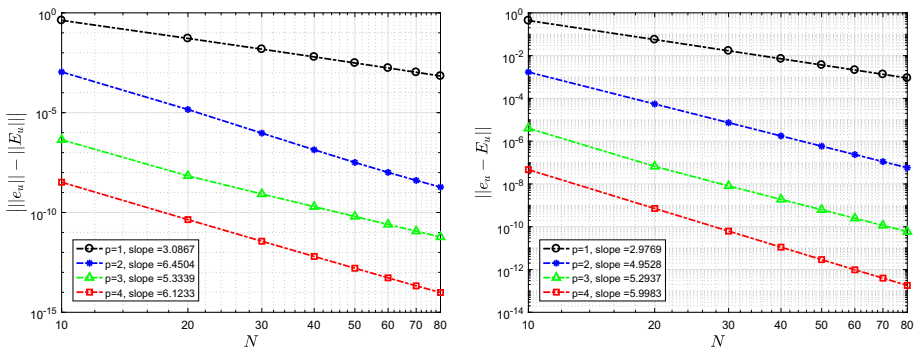 10^0
10^-5
10^-10
10^-15
|||e_u|| − ||E_u|||
p=1, slope =3.0867
p=2, slope =6.4504
p=3, slope =5.3339
p=4, slope =6.1233
10 20 30 40 50 60 70 80
N
10^0
10^-2
10^-4
10^-6
10^-8
10^-10
10^-12
10^-14
||e_u − E_u||
p=1, slope =2.9769
p=2, slope =4.9528
p=3, slope =5.2937
p=4, slope =5.9983
10 20 30 40 50 60 70 80
N